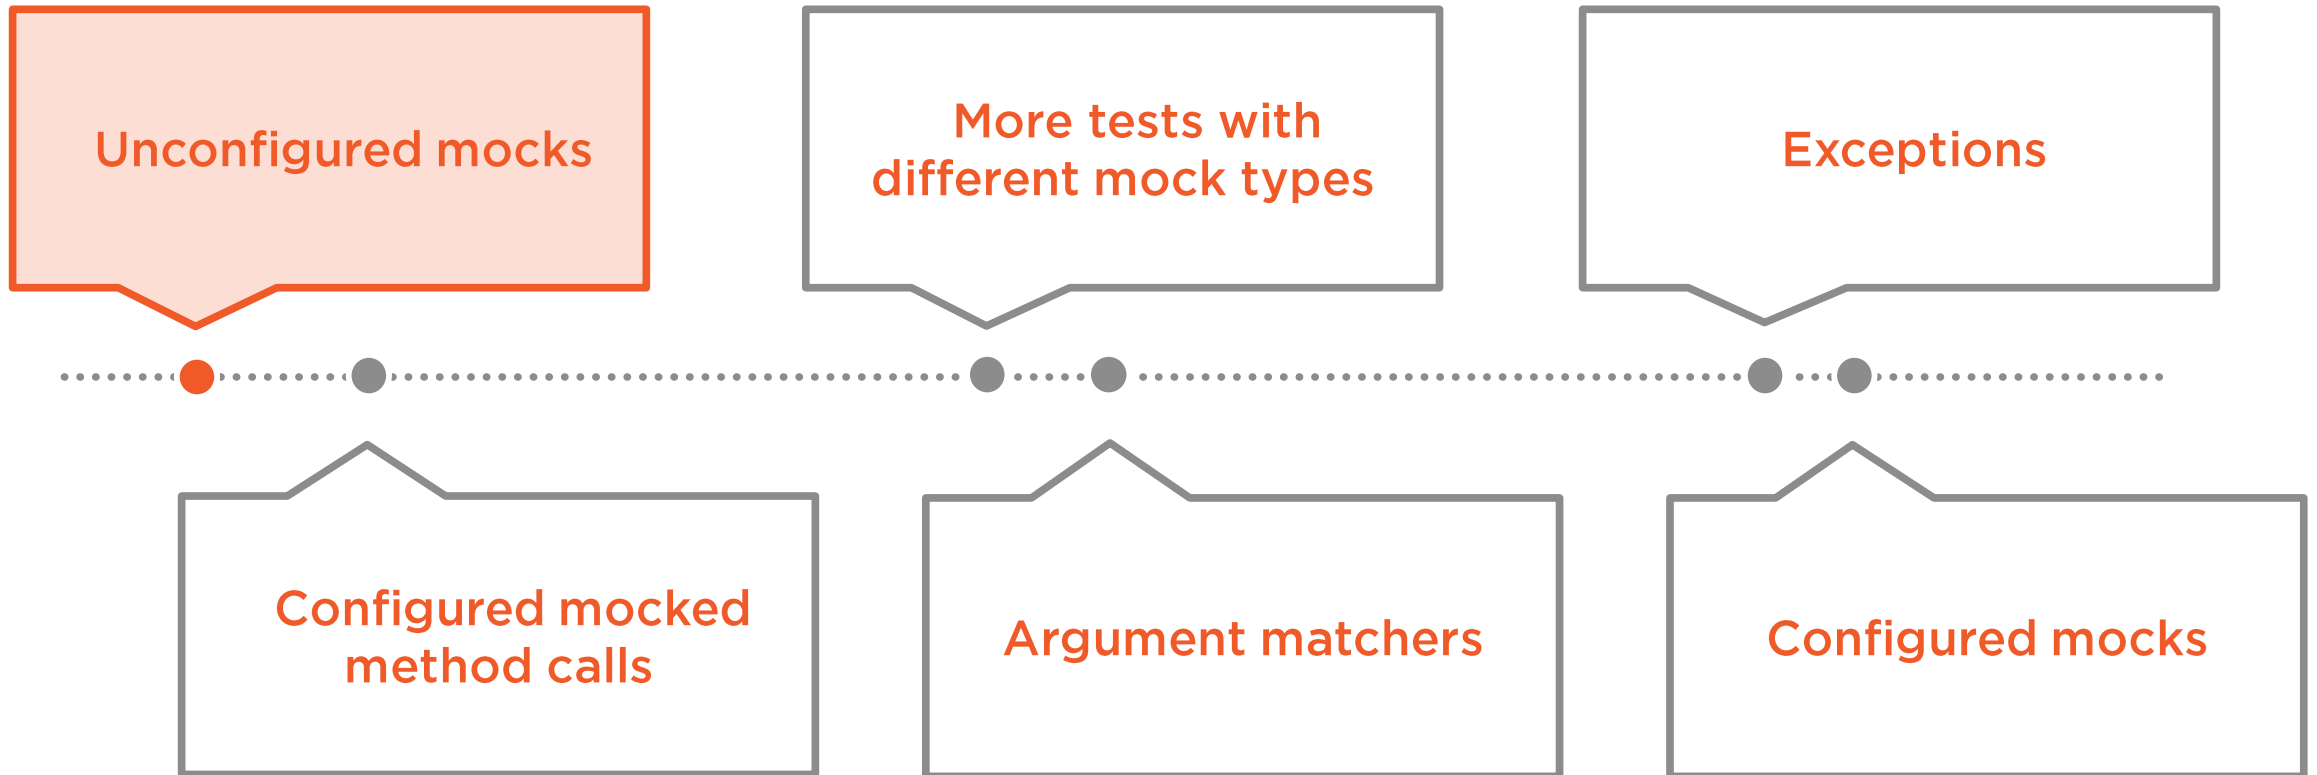 Unconfigured mocks
More tests with
different mock types
Exceptions
Configured mocked
method calls
Argument matchers
Configured mocks